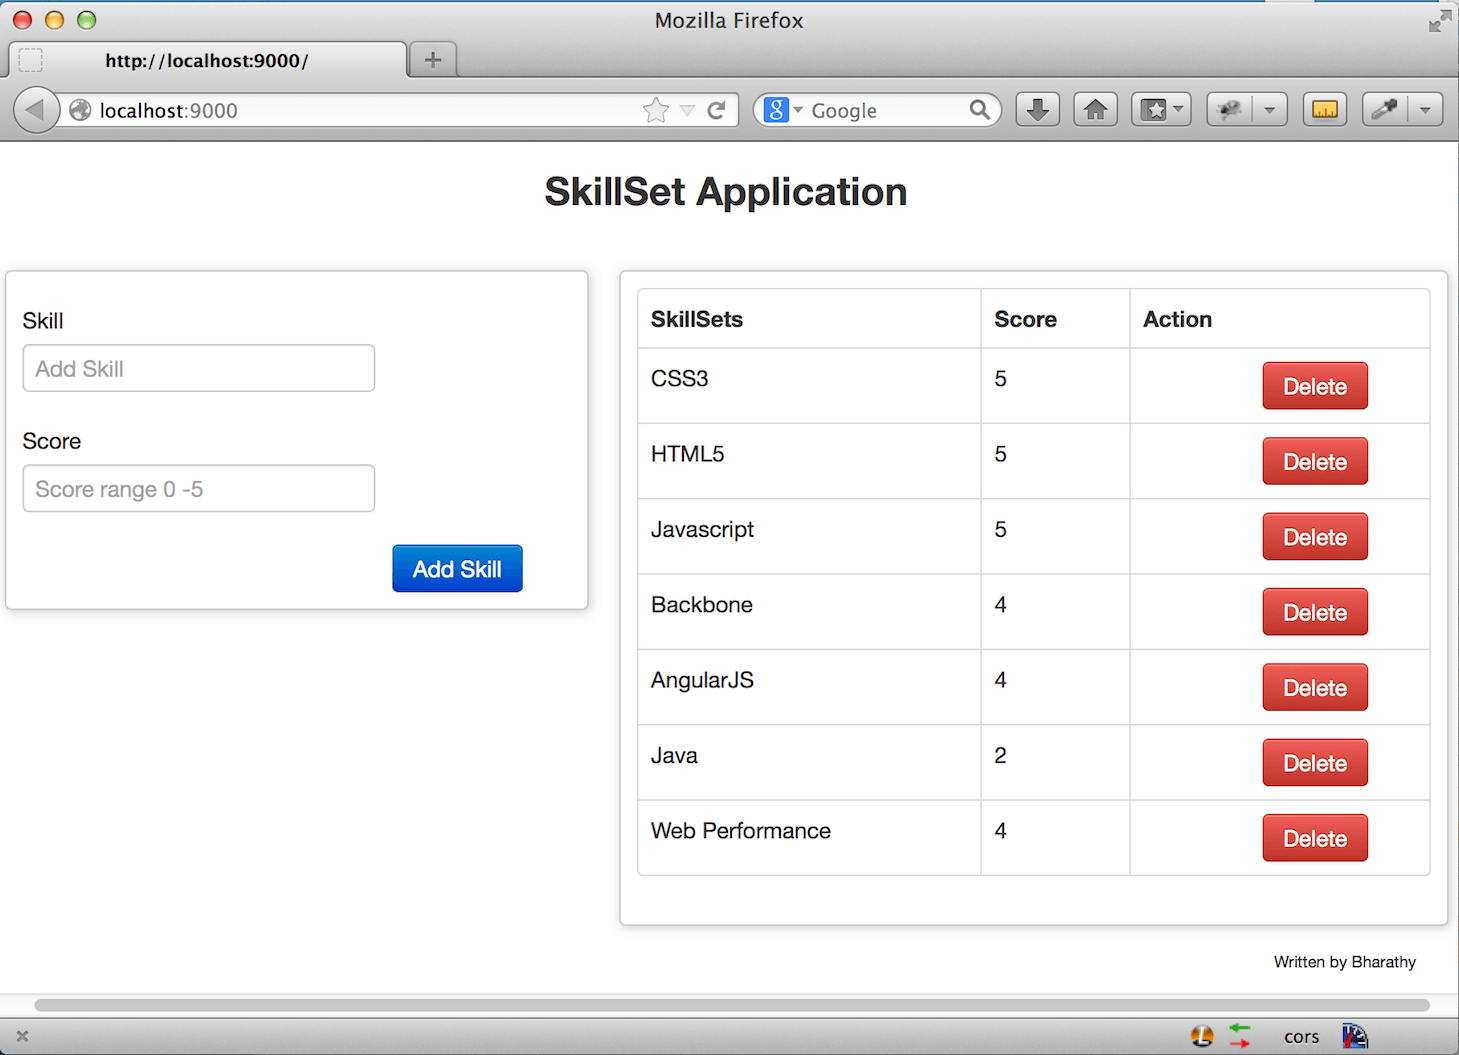 Mozilla Firefox
http://localhost:9000/
localhost:9000
8 Google
SkillSet Application
Skill
Add Skill
Score
Score range 0 -5
Add Skill
SkillSets Score Action
CSS3 5 Delete
HTML5 5 Delete
Javascript 5 Delete
Backbone 4 Delete
AngularJS 4 Delete
Java 2 Delete
Web Performance 4 Delete
Written by Bharathy
L cors